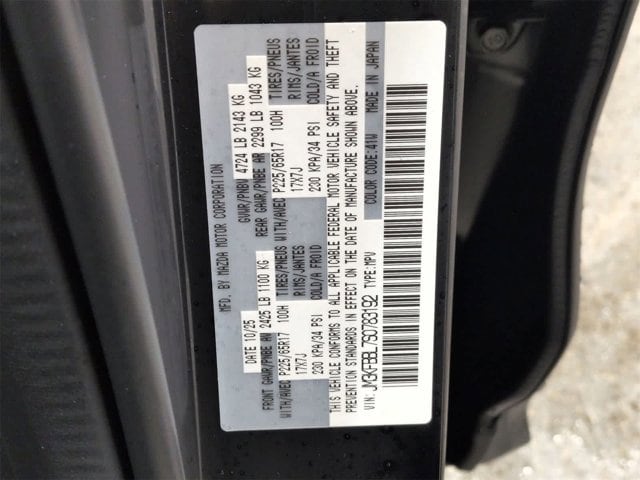 MFD. BY MAZDA MOTOR CORPORATION
DATE 10/25 GVWR/PNBV 4724 LB 2143 KG
FRONT GAWR/PNBE AV 2425 LB 1100 KG REAR GAWR/PNBE AR 2299 LB 1043 KG
TIRES/PNEUS TIRES/PNEUS
WITH/AVEC P225/65R17 100H WITH/AVEC P225/65R17 100H
RIMS/JANTES RIMS/JANTES
17X7J 17X7J
COLD/A FROID COLD/A FROID
230 KPA/34 PSI 230 KPA/34 PSI
THIS VEHICLE CONFORMS TO ALL APPLICABLE FEDERAL MOTOR VEHICLE SAFETY AND THEFT
PREVENTION STANDARDS IN EFFECT ON THE DATE OF MANUFACTURE SHOWN ABOVE.
VIN: TYPE:MPV COLOR CODE:41W MADE IN JAPAN